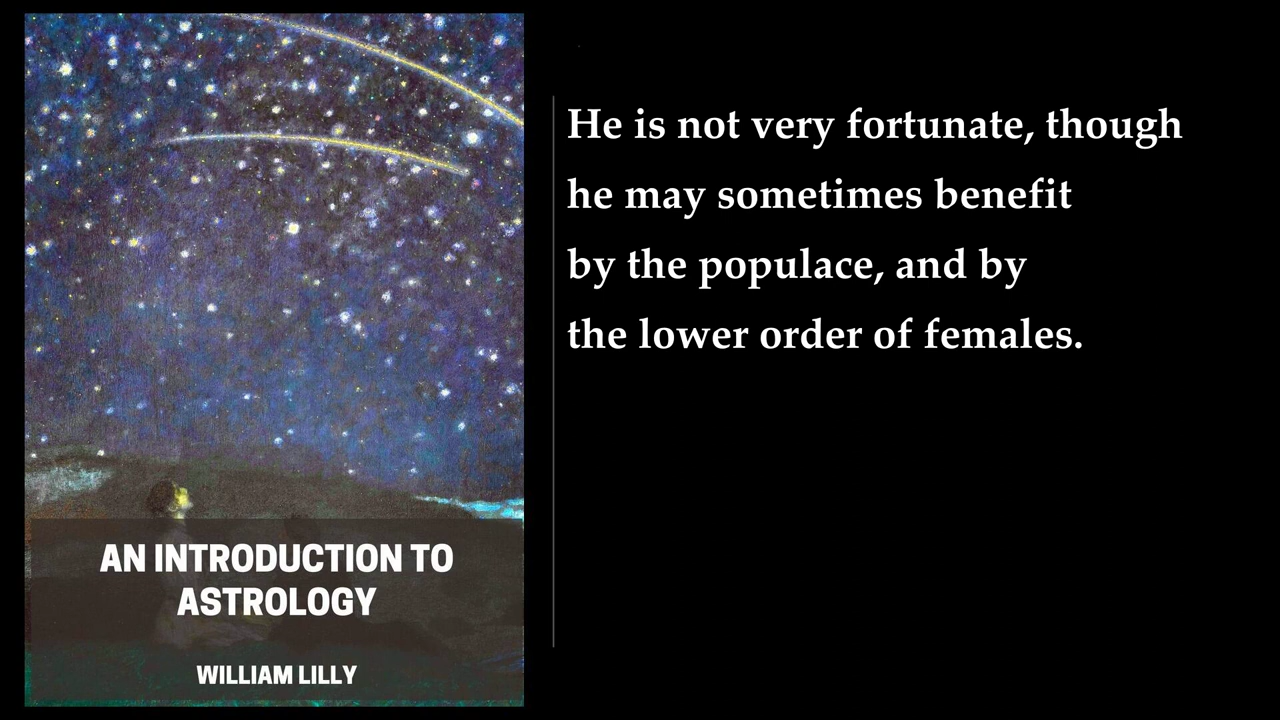 AN INTRODUCTION TO
ASTROLOGY
WILLIAM LILLY
He is not very fortunate, though
he may sometimes benefit
by the populace, and by
the lower order of females.